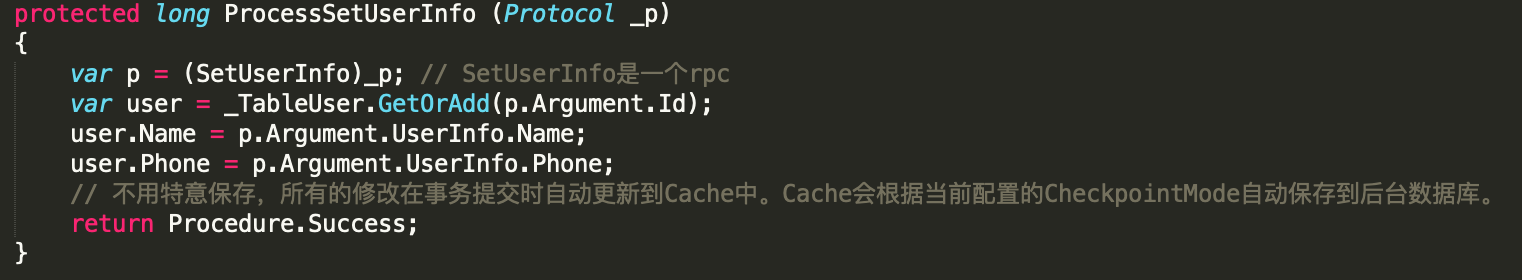 protected long ProcessSetUserInfo (Protocol _p)
{
    var p = (SetUserInfo)_p; // SetUserInfo是一个rpc
    var user = _TableUser.GetOrAdd(p.Argument.Id);
    user.Name = p.Argument.UserInfo.Name;
    user.Phone = p.Argument.UserInfo.Phone;
    // 不用特意保存，所有的修改在事务提交时自动更新到Cache中。Cache会根据当前配置的CheckpointMode自动保存到后台数据库。
    return Procedure.Success;
}